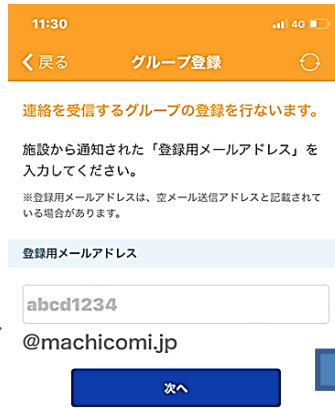 11:30
4G
戻る
グループ登録
連絡を受信するグループの登録を行ないます。
施設から通知された「登録用メールアドレス」を
入力してください。
※登録用メールアドレスは、空メール送信アドレスと記載されて
いる場合があります。
登録用メールアドレス
abcd1234
@machicomi.jp
次へ